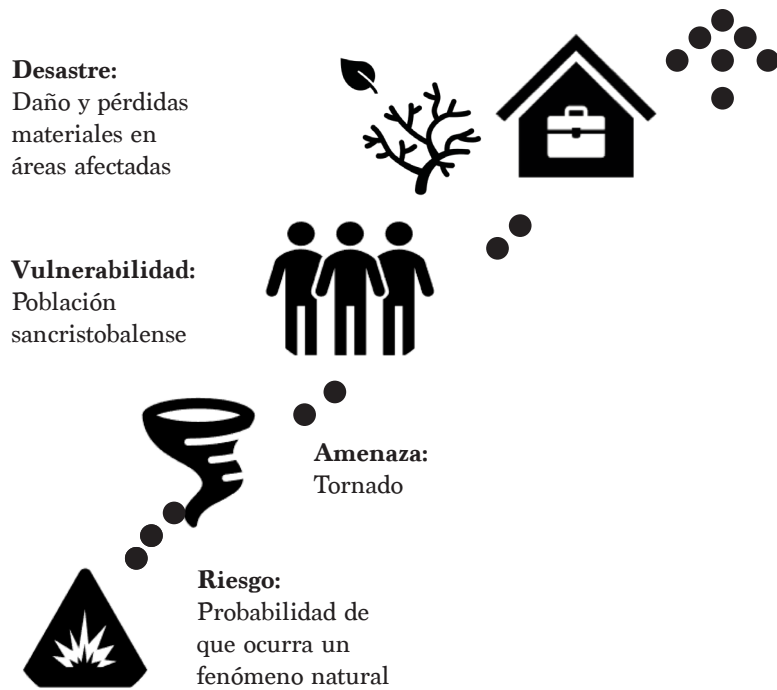 Desastre:
Daño y pérdidas
materiales en
áreas afectadas
Vulnerabilidad:
Población
sancristobalense
Amenaza:
Tornado
Riesgo:
Probabilidad de
que ocurra un
fenómeno natural